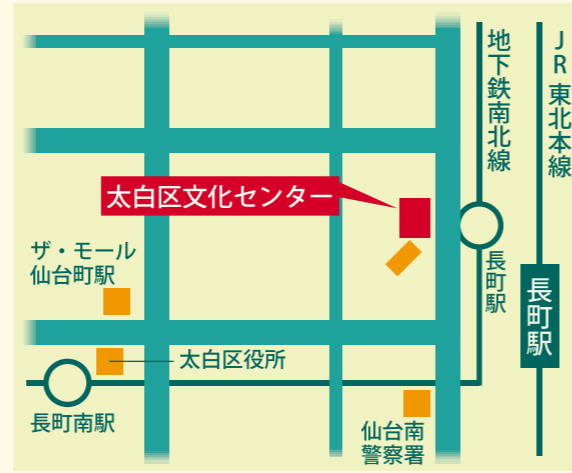 地下鉄南北線
JR東北本線
太白区文化センター
ザ・モール
仙台町駅
長町駅
長町駅
太白区役所
長町南駅
仙台南
警察署